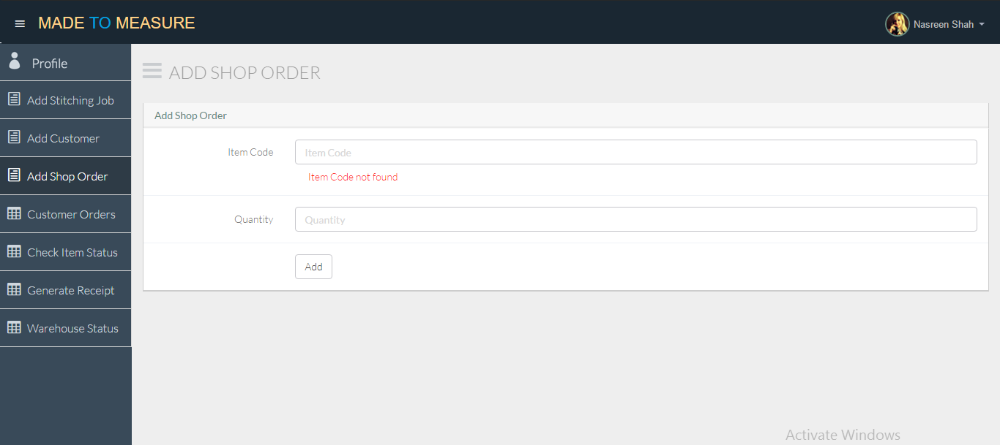 MADE TO MEASURE
Nasreen Shah
Profile
Add Stitching Job
Add Customer
Add Shop Order
Customer Orders
Check Item Status
Generate Receipt
Warehouse Status
ADD SHOP ORDER
Add Shop Order
Item Code
Item Code
Item Code not found
Quantity
Quantity
Add
Activate Windows